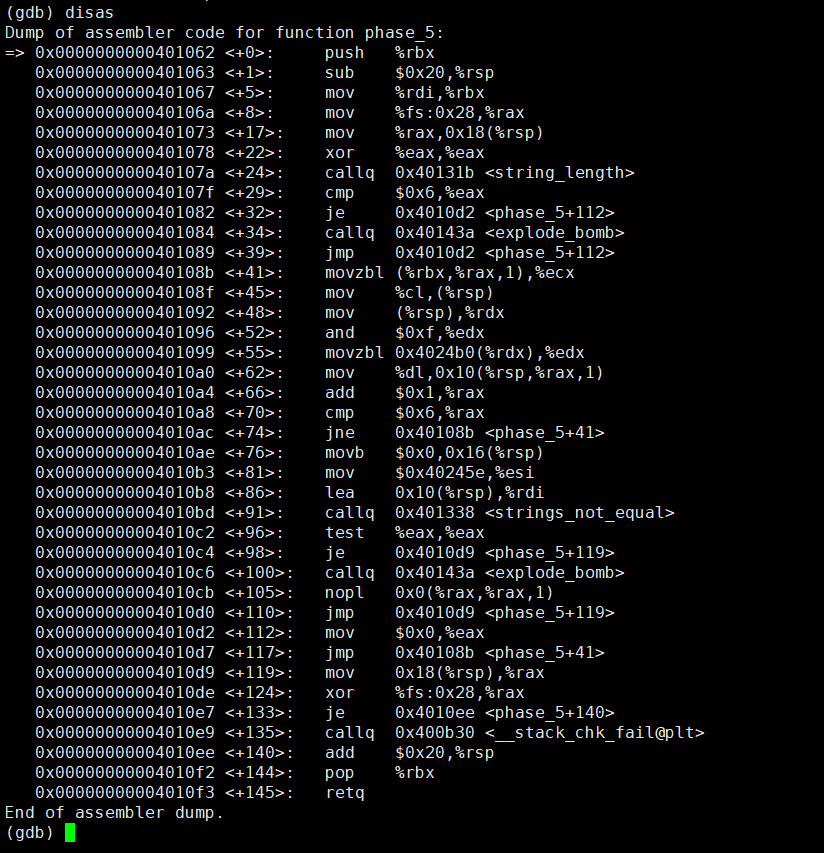 (gdb) disas
Dump of assembler code for function phase_5:
=> 0x0000000000401062 <+0>:     push   %rbx
   0x0000000000401063 <+1>:     sub    $0x20,%rsp
   0x0000000000401067 <+5>:     mov    %rdi,%rbx
   0x000000000040106a <+8>:     mov    %fs:0x28,%rax
   0x0000000000401073 <+17>:    mov    %rax,0x18(%rsp)
   0x0000000000401078 <+22>:    xor    %eax,%eax
   0x000000000040107a <+24>:    callq  0x40131b <string_length>
   0x000000000040107f <+29>:    cmp    $0x6,%eax
   0x0000000000401082 <+32>:    je     0x4010d2 <phase_5+112>
   0x0000000000401084 <+34>:    callq  0x40143a <explode_bomb>
   0x0000000000401089 <+39>:    jmp    0x4010d2 <phase_5+112>
   0x000000000040108b <+41>:    movzbl (%rbx,%rax,1),%ecx
   0x000000000040108f <+45>:    mov    %cl,(%rsp)
   0x0000000000401092 <+48>:    mov    (%rsp),%rdx
   0x0000000000401096 <+52>:    and    $0xf,%edx
   0x0000000000401099 <+55>:    movzbl 0x4024b0(%rdx),%edx
   0x00000000004010a0 <+62>:    mov    %dl,0x10(%rsp,%rax,1)
   0x00000000004010a4 <+66>:    add    $0x1,%rax
   0x00000000004010a8 <+70>:    cmp    $0x6,%rax
   0x00000000004010ac <+74>:    jne    0x40108b <phase_5+41>
   0x00000000004010ae <+76>:    movb   $0x0,0x16(%rsp)
   0x00000000004010b3 <+81>:    mov    $0x40245e,%esi
   0x00000000004010b8 <+86>:    lea    0x10(%rsp),%rdi
   0x00000000004010bd <+91>:    callq  0x401338 <strings_not_equal>
   0x00000000004010c2 <+96>:    test   %eax,%eax
   0x00000000004010c4 <+98>:    je     0x4010d9 <phase_5+119>
   0x00000000004010c6 <+100>:   callq  0x40143a <explode_bomb>
   0x00000000004010cb <+105>:   nopl   0x0(%rax,%rax,1)
   0x00000000004010d0 <+110>:   jmp    0x4010d9 <phase_5+119>
   0x00000000004010d2 <+112>:   mov    $0x0,%eax
   0x00000000004010d7 <+117>:   jmp    0x40108b <phase_5+41>
   0x00000000004010d9 <+119>:   mov    0x18(%rsp),%rax
   0x00000000004010de <+124>:   xor    %fs:0x28,%rax
   0x00000000004010e7 <+133>:   je     0x4010ee <phase_5+140>
   0x00000000004010e9 <+135>:   callq  0x400b30 <__stack_chk_fail@plt>
   0x00000000004010ee <+140>:   add    $0x20,%rsp
   0x00000000004010f2 <+144>:   pop    %rbx
   0x00000000004010f3 <+145>:   retq
End of assembler dump.
(gdb)